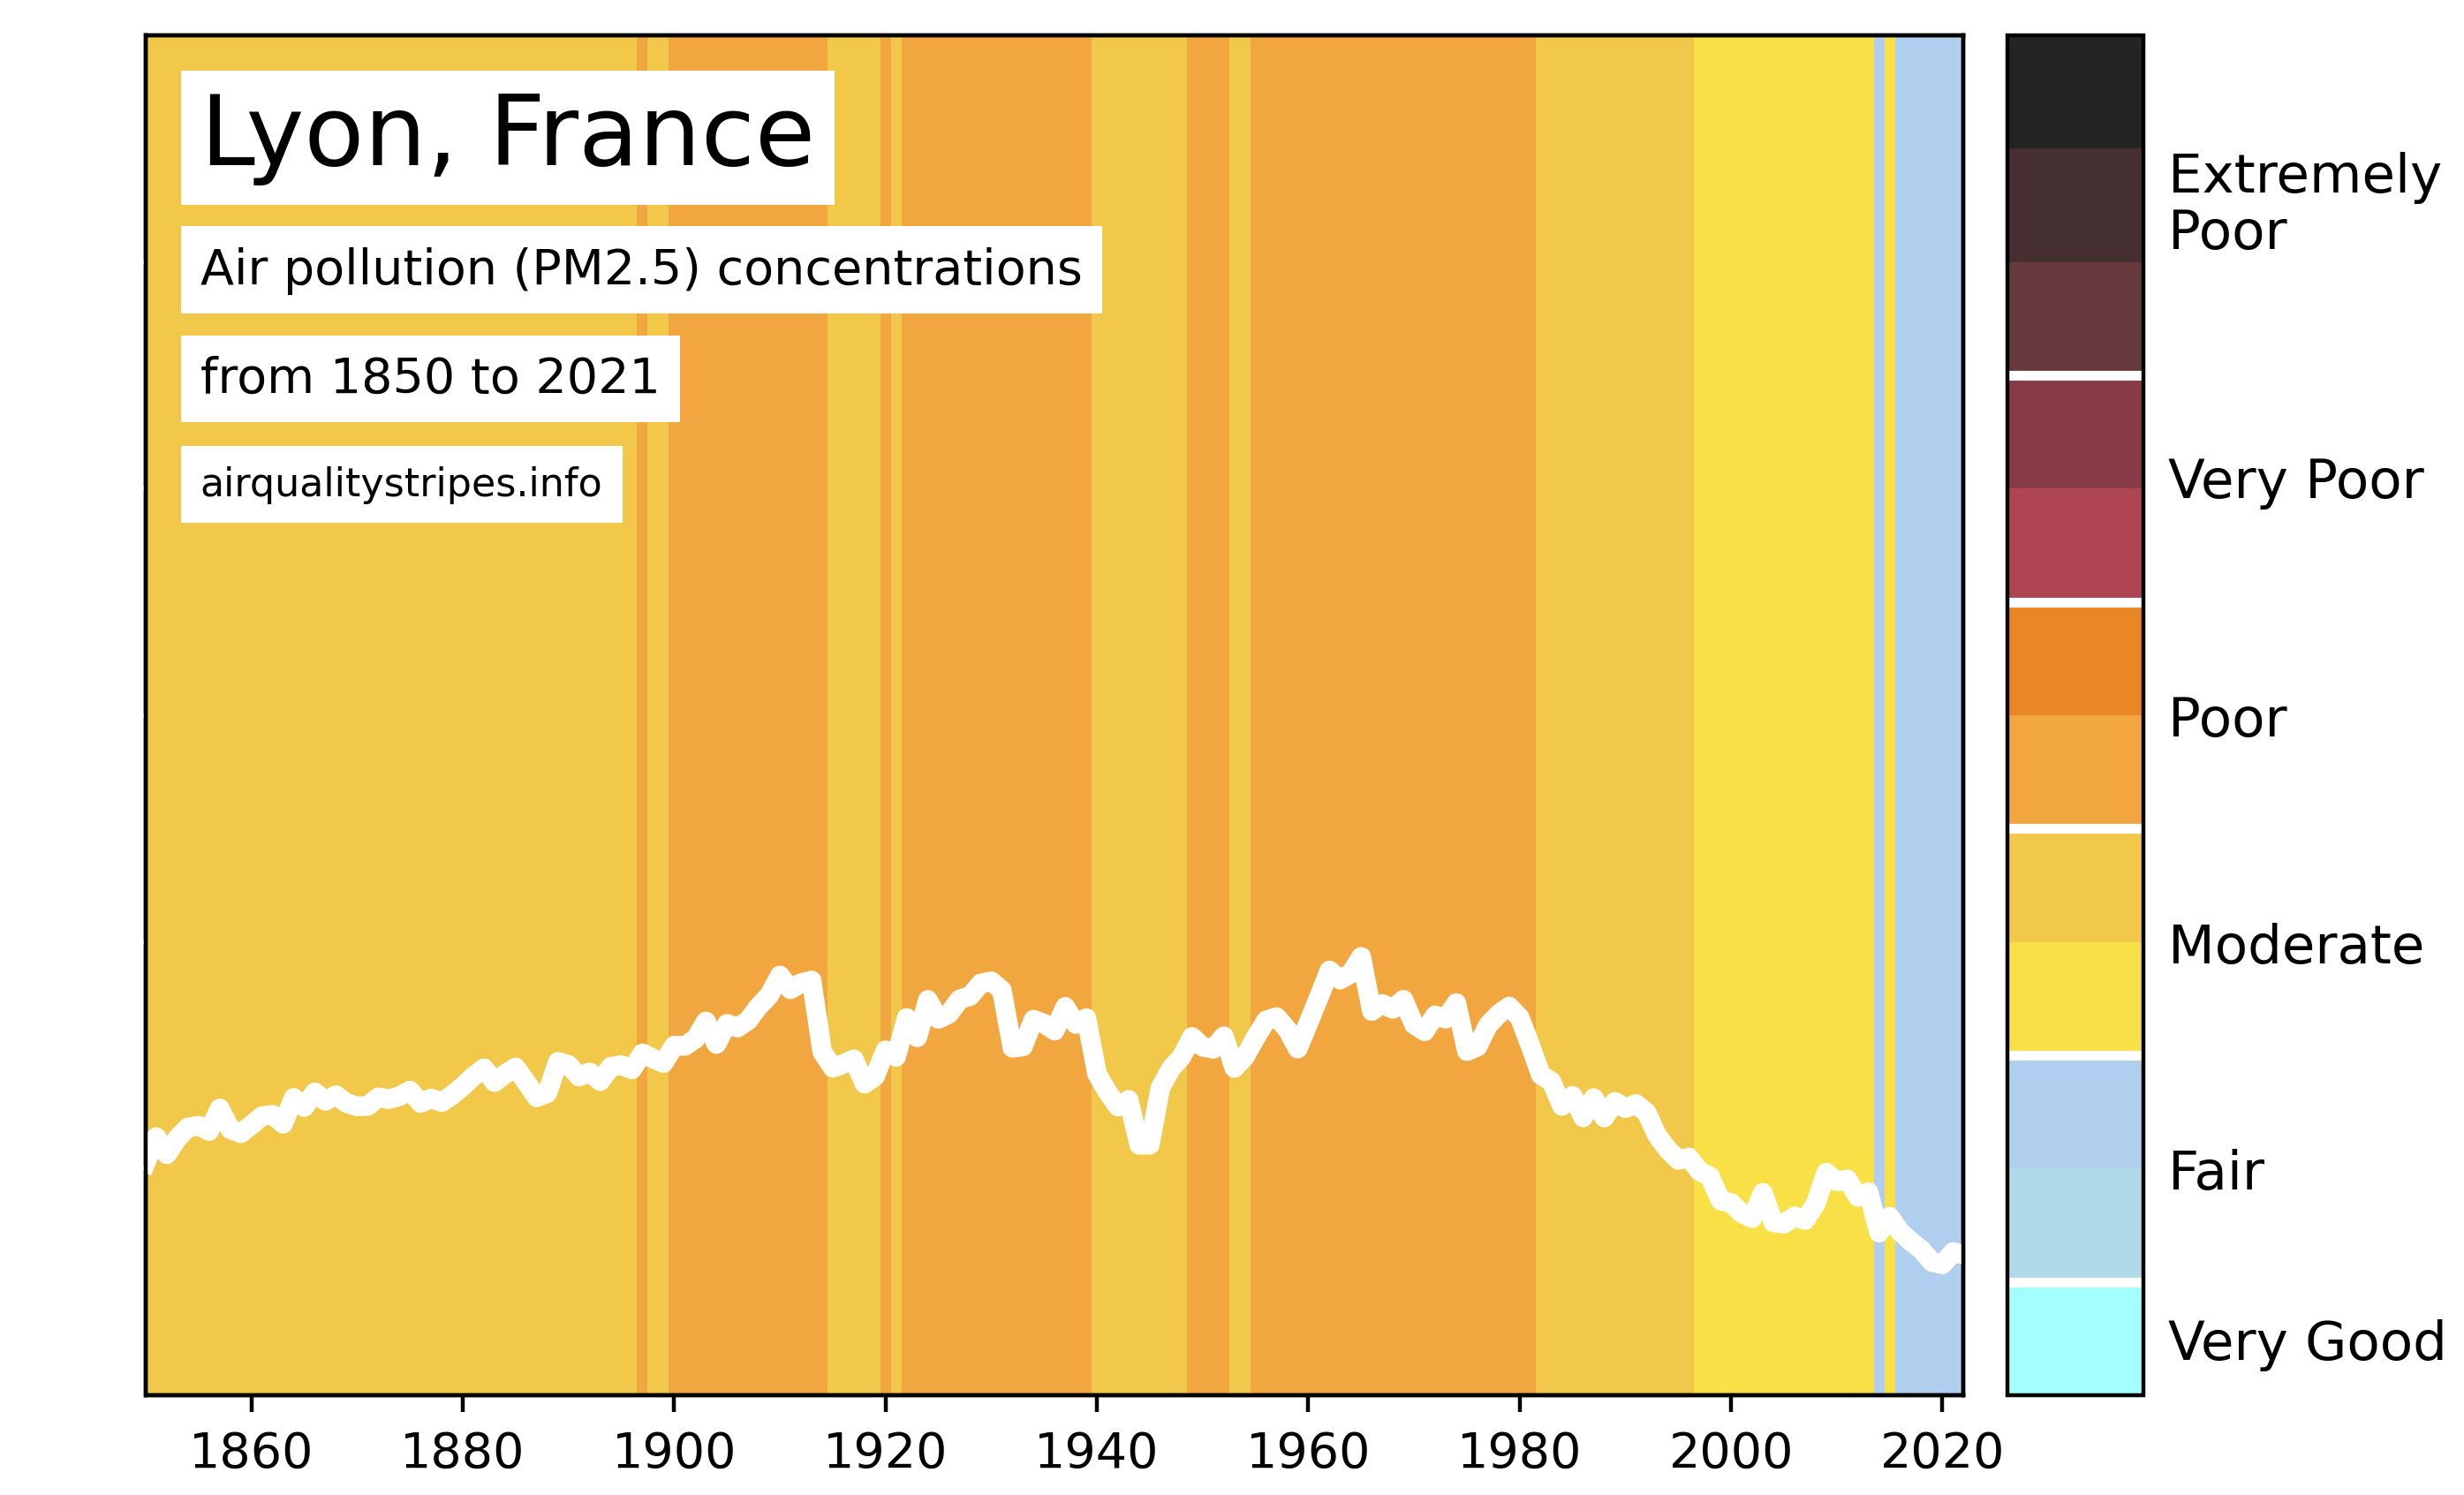 Lyon, France
Air pollution (PM2.5) concentrations
from 1850 to 2021
airqualitystripes.info
Extremely
Poor
Very Poor
Poor
Moderate
Fair
Very Good
1860 1880 1900 1920 1940 1960 1980 2000 2020